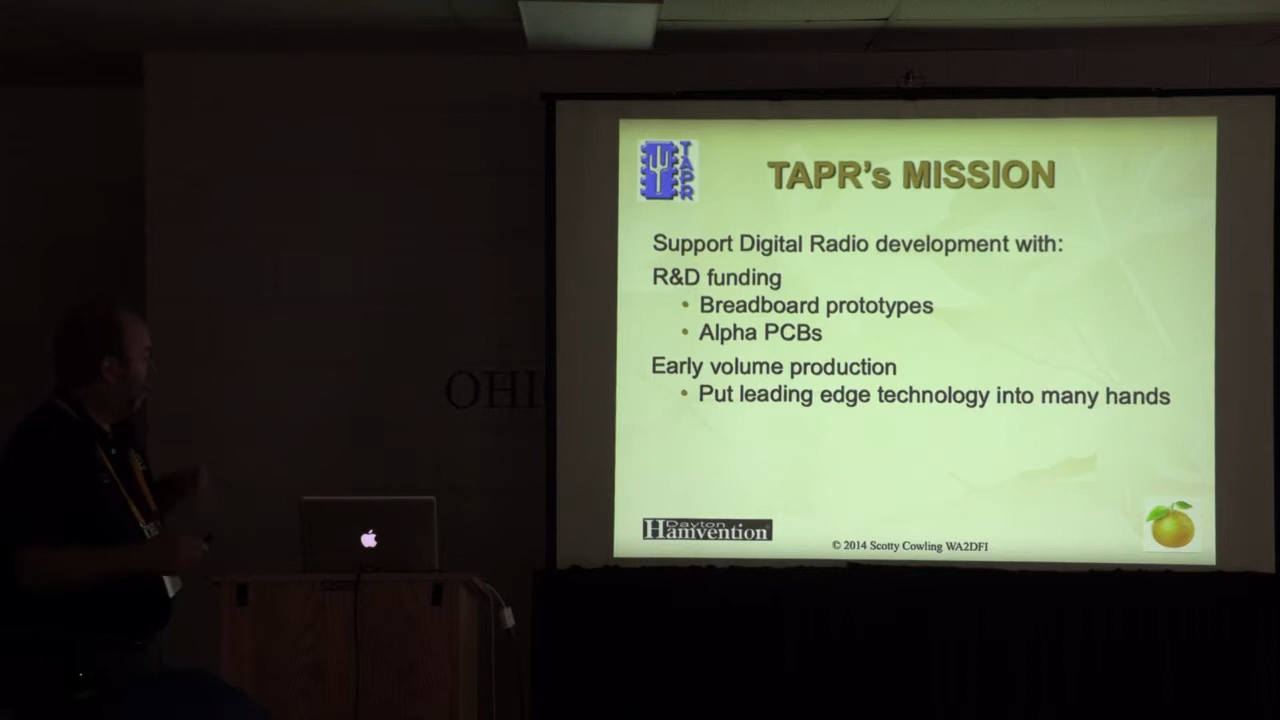 TAPR
TAPR's MISSION
Support Digital Radio development with:
R&D funding
• Breadboard prototypes
• Alpha PCBs
Early volume production
• Put leading edge technology into many hands
Dayton
Hamvention®
© 2014 Scotty Cowling WA2DFI
OHI